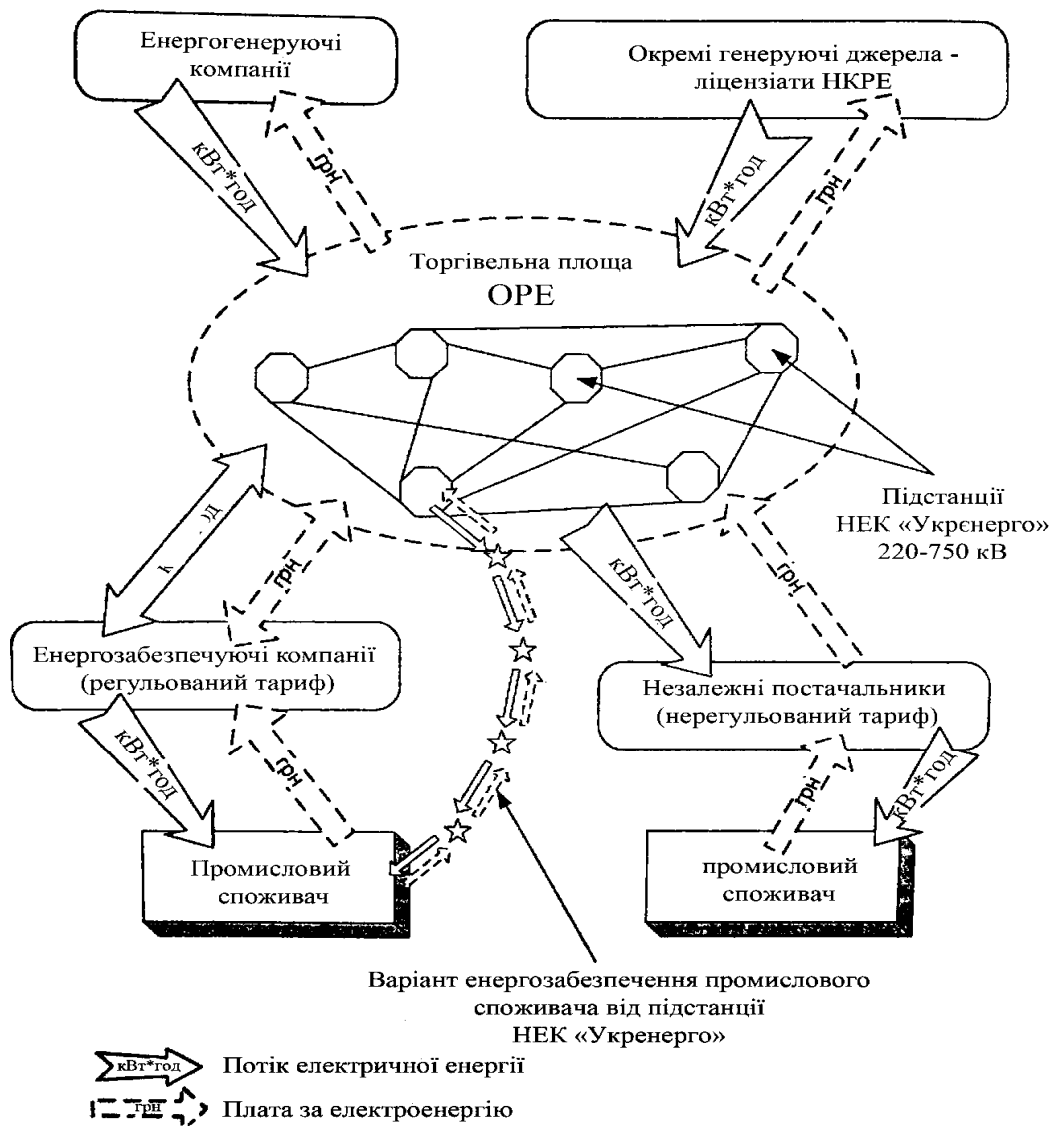 Енергогенеруючі
компанії
Окремі генеруючі джерела -
ліцензіати НКРЕ
кВт*год
грн
кВт*год
грн
Торгівельна площа
ОРЕ
Підстанції
НЕК «Укрєнерго»
220-750 кВ
грн
кВт*год
грн
Енергозабезпечуючі компанії
(регульований тариф)
Незалежні постачальники
(нерегульований тариф)
кВт*год
грн
грн
кВт*год
Промисловий
споживач
промисловий
споживач
Варіант енергозабезпечення промислового
споживача від підстанції
НЕК «Укренерго»
кВт*год Потік електричної енергії
грн Плата за електроенергію